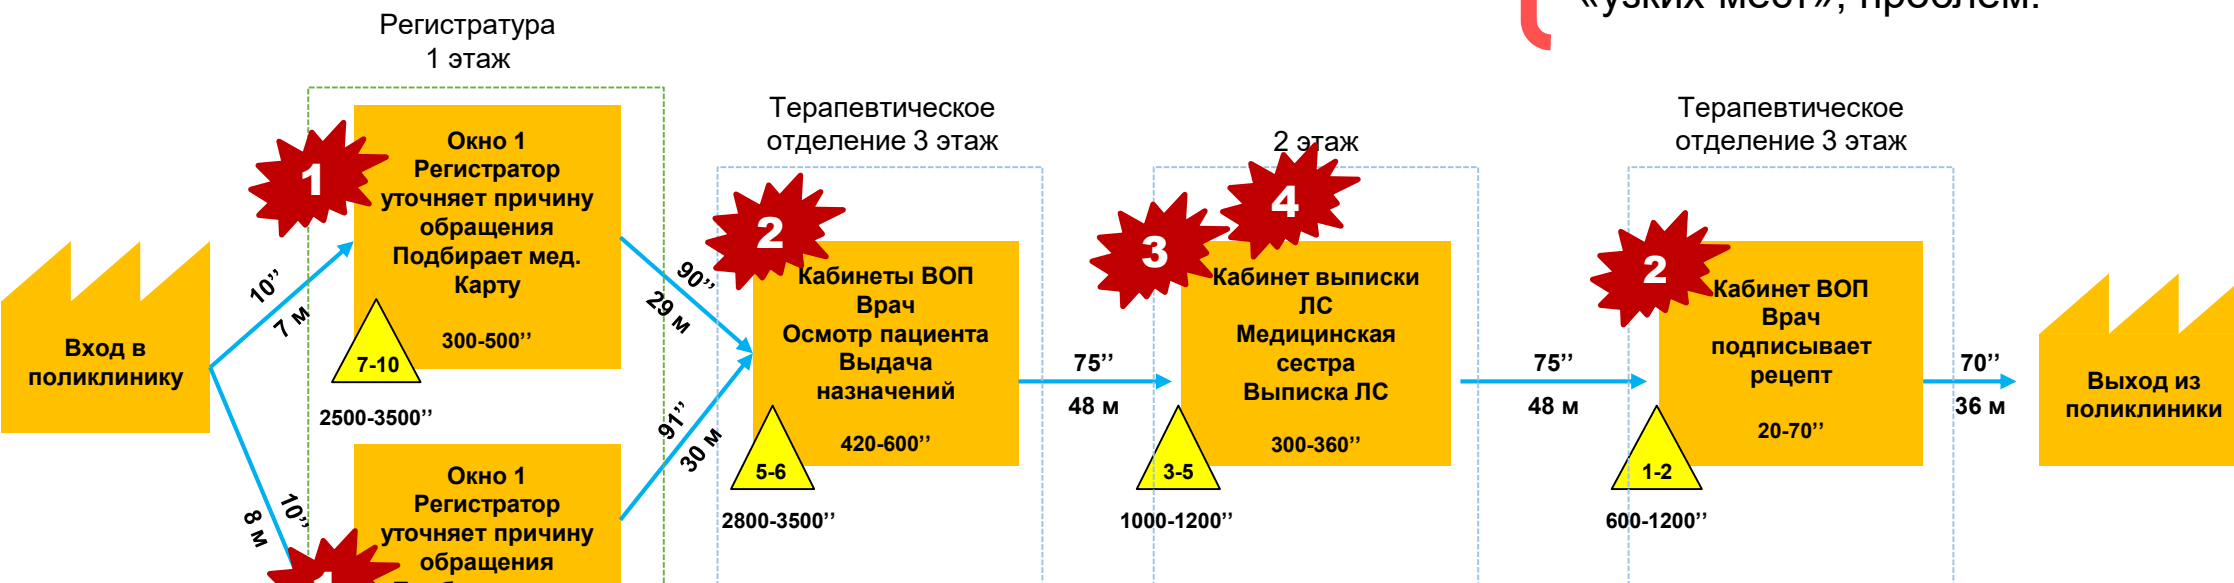 Регистратура
1 этаж
Терапевтическое
отделение 3 этаж
2 этаж
Терапевтическое
отделение 3 этаж
Вход в
поликлинику
10’’
7 м
10’’
8 м
1
Окно 1
Регистратор
уточняет причину
обращения
Подбирает мед.
Карту
300-500’’
7-10
2500-3500’’
Окно 1
Регистратор
уточняет причину
обращения
90’’
29 м
91’’
30 м
2
Кабинеты ВОП
Врач
Осмотр пациента
Выдача
назначений
420-600’’
5-6
2800-3500’’
75’’
48 м
3
4
Кабинет выписки
ЛС
Медицинская
сестра
Выписка ЛС
300-360’’
3-5
1000-1200’’
75’’
48 м
2
Кабинет ВОП
Врач
подписывает
рецепт
20-70’’
1-2
600-1200’’
70’’
36 м
Выход из
поликлиники